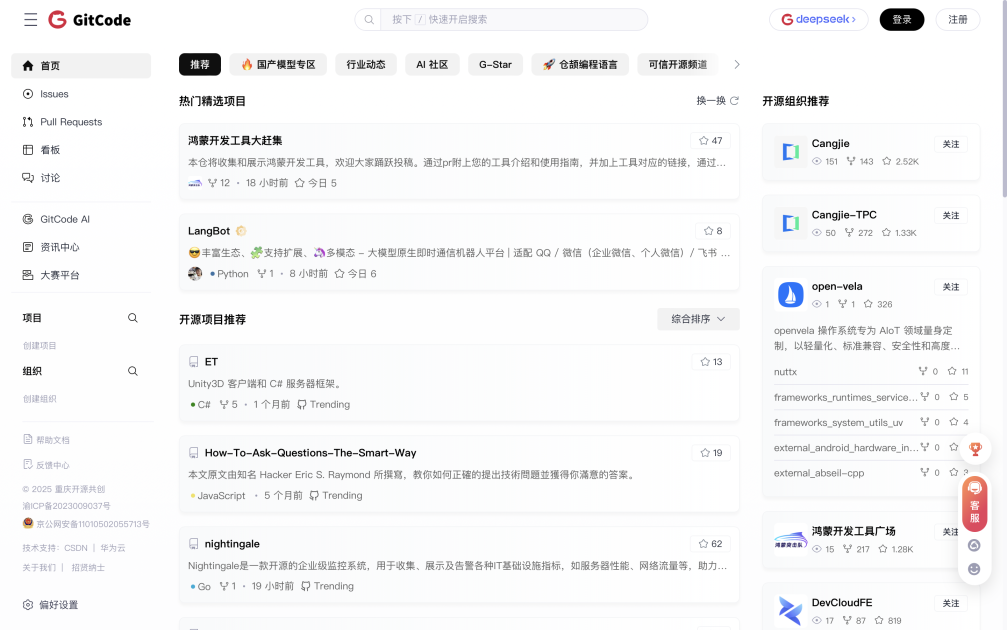 GitCode
按下 / 快速开启搜索
deepseek
登录
注册
首页
Issues
Pull Requests
看板
讨论
GitCode AI
资讯中心
大赛平台
项目
创建项目
组织
创建组织
帮助文档
反馈中心
© 2025 重庆开源共创
渝ICP备2023009037号
京公网安备11010502055713号
技术支持：CSDN | 华为云
关于我们 | 招贤纳士
偏好设置
推荐
🔥 国产模型专区
行业动态
AI 社区
G-Star
🚀 仓颉编程语言
可信开源频道
热门精选项目
换一换
鸿蒙开发工具大赶集
47
本仓将收集和展示鸿蒙开发工具，欢迎大家踊跃投稿。通过pr附上您的工具介绍和使用指南，并加上工具对应的链接，通过…
12 · 18 小时前 今日 5
LangBot
8
😎丰富生态、🧩支持扩展、🦄多模态 - 大模型原生即时通信机器人平台 | 适配 QQ / 微信（企业微信、个人微信）/ 飞书 …
Python 1 · 8 小时前 今日 6
开源项目推荐
综合排序
ET
13
Unity3D 客户端和 C# 服务器框架。
C# 5 · 1 个月前 Trending
How-To-Ask-Questions-The-Smart-Way
19
本文原文由知名 Hacker Eric S. Raymond 所撰寫，教你如何正確的提出技術問題並獲得你滿意的答案。
JavaScript · 5 个月前 Trending
nightingale
62
Nightingale是一款开源的企业级监控系统，用于收集、展示及告警各种IT基础设施指标，如服务器性能、网络流量等，助力…
Go 1 · 19 小时前 Trending
开源组织推荐
Cangjie
关注
151 143 2.52K
Cangjie-TPC
关注
50 272 1.33K
open-vela
关注
1 1 326
openvela 操作系统专为 AIoT 领域量身定
制，以轻量化、标准兼容、安全性和高度…
nuttx 0 11
frameworks_runtimes_service… 0 5
frameworks_system_utils_uv 0 4
external_android_hardware_in… 0
external_abseil-cpp 0 3
鸿蒙开发工具广场
关注
15 217 1.28K
DevCloudFE
关注
17 87 819
客
服